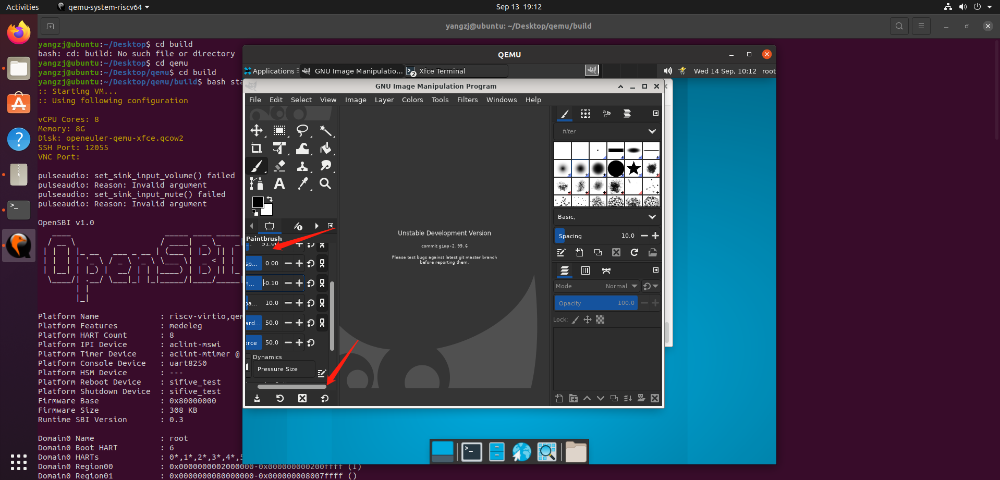 Activities
qemu-system-riscv64
Sep 13 19:12
yangzj@ubuntu: ~/Desktop/qemu/build
yangzj@ubuntu:~/Desktop$ cd build
bash: cd: build: No such file or directory
yangzj@ubuntu:~/Desktop$ cd qemu
yangzj@ubuntu:~/Desktop/qemu$ cd build
yangzj@ubuntu:~/Desktop/qemu/build$ bash sta
:: Starting VM...
:: Using following configuration
vCPU Cores: 8
Memory: 8G
Disk: openeuler-qemu-xfce.qcow2
SSH Port: 12055
VNC Port:
pulseaudio: set_sink_input_volume() failed
pulseaudio: Reason: Invalid argument
pulseaudio: set_sink_input_mute() failed
pulseaudio: Reason: Invalid argument
OpenSBI v1.0
OpenSBI
Platform Name : riscv-virtio,qem
Platform Features : medeleg
Platform HART Count : 8
Platform IPI Device : aclint-mswi
Platform Timer Device : aclint-mtimer @
Platform Console Device : uart8250
Platform HSM Device : ---
Platform Reboot Device : sifive_test
Platform Shutdown Device : sifive_test
Firmware Base : 0x80000000
Firmware Size : 308 KB
Runtime SBI Version : 0.3
Domain0 Name : root
Domain0 Boot HART : 6
Domain0 HARTs : 0*,1*,2*,3*,4*,5
Domain0 Region00 : 0x0000000002000000-0x000000000200ffff (I)
Domain0 Region01 : 0x0000000080000000-0x000000008007ffff ()
QEMU
Applications
GNU Image Manipulatio...
2
Xfce Terminal
Wed 14 Sep, 10:12
root
GNU Image Manipulation Program
File Edit Select View Image Layer Colors Tools Filters Windows Help
Paintbrush
... 51.00
sp... 0.00
n... -0.10
pa... 10.0
ard... 50.0
orce 50.0
Dynamics
Pressure Size
Unstable Development Version
commit gimp-2.99.6
Please test bugs against latest git master branch
before reporting them.
filter
Basic,
Spacing 10.0
Mode Normal
Opacity 100.0
Lock: